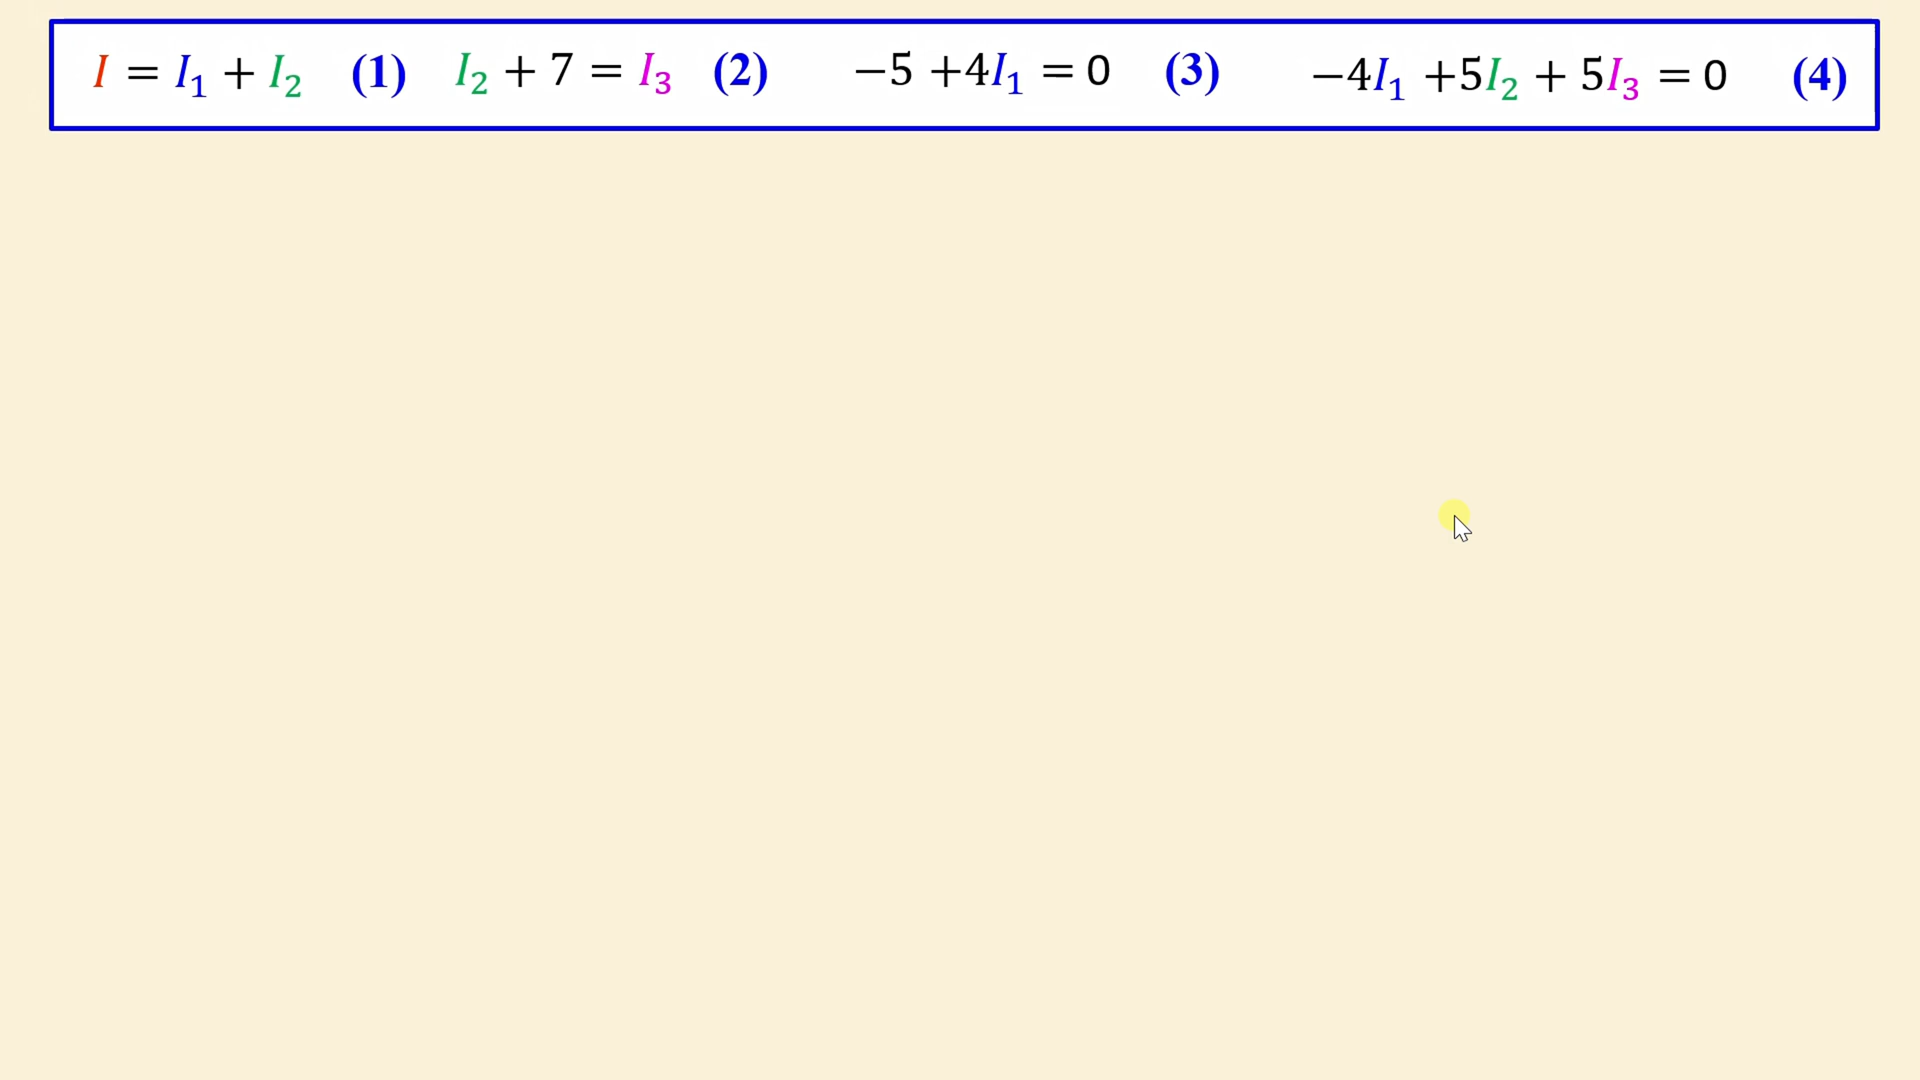 I = I₁ + I₂ (1) I₂ + 7 = I₃ (2) −5 +4I₁ = 0 (3) −4I₁ +5I₂ + 5I₃ = 0 (4)